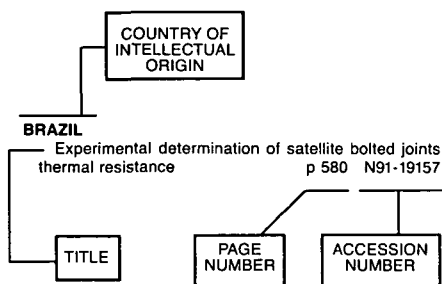 COUNTRY OF
INTELLECTUAL
ORIGIN
BRAZIL
Experimental determination of satellite bolted joints
thermal resistance p 580 N91-19157
TITLE
PAGE
NUMBER
ACCESSION
NUMBER